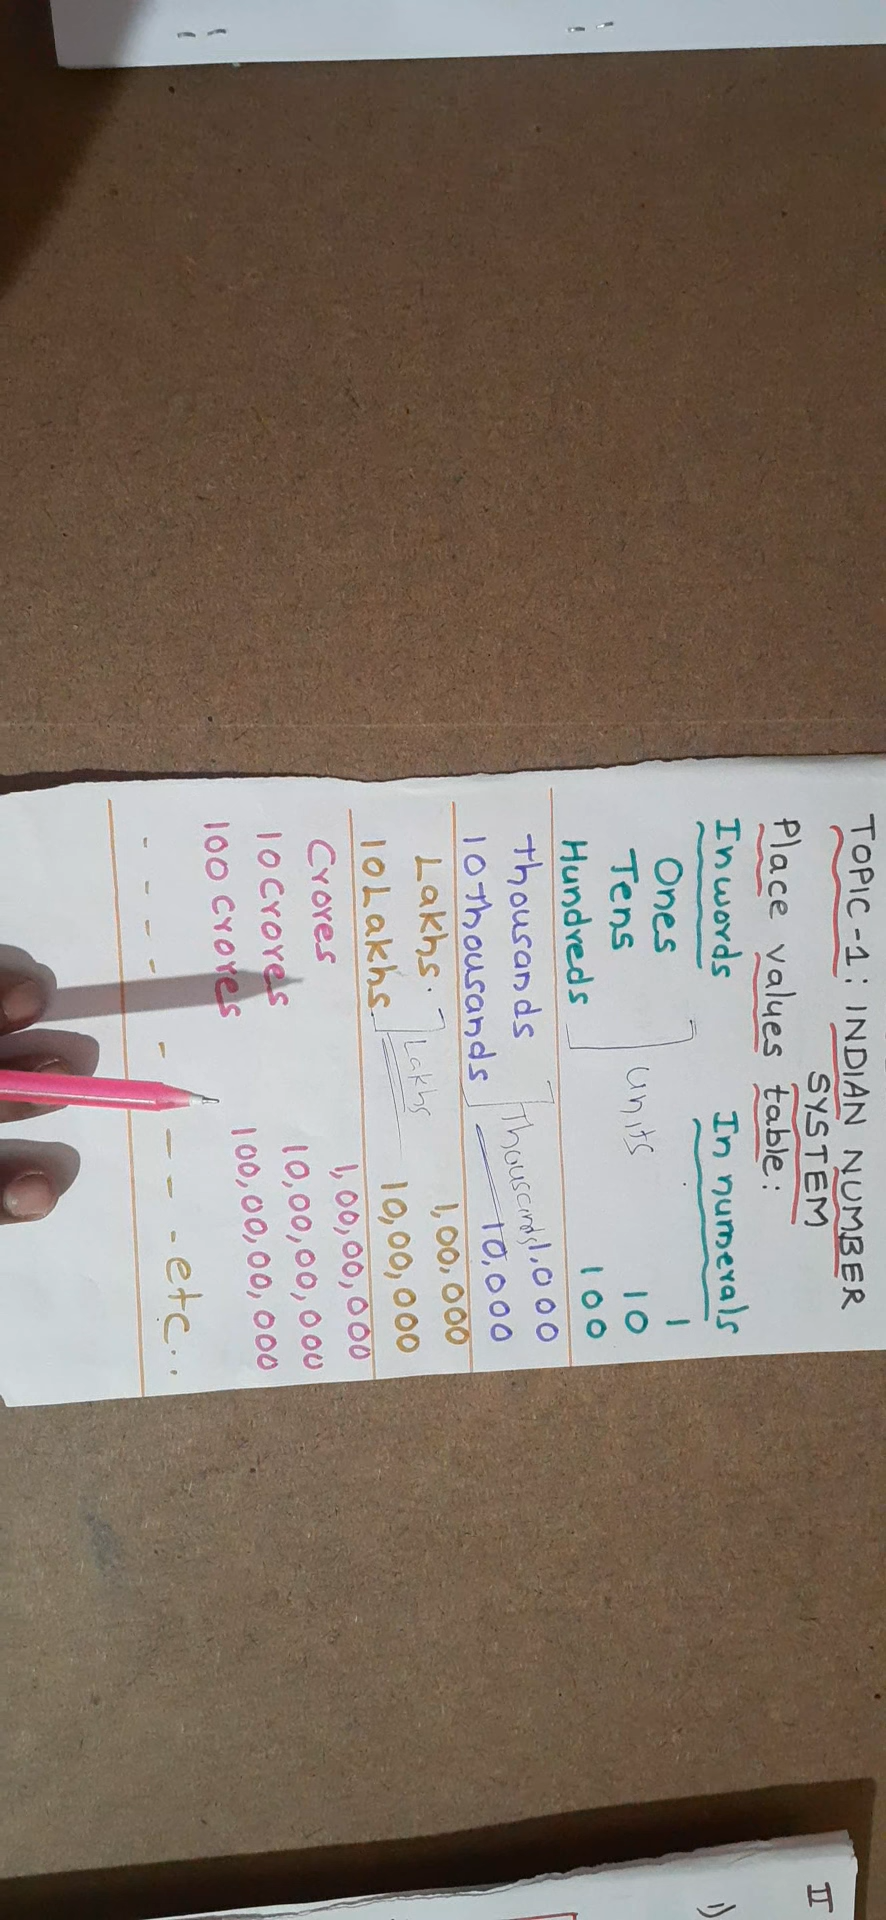 TOPIC-1: INDIAN NUMBER
SYSTEM
Place values table:
In words In numerals
Ones 1
Tens 10
Hundreds 100
units
Thousands 1,000
10 Thousands 10,000
Thousands
Lakhs 1,00,000
10 Lakhs 10,00,000
Lakhs
Crores 1,00,00,000
10 crores 10,00,00,000
100 crores 100,00,00,000
- - - - - - - - etc..
II
1)